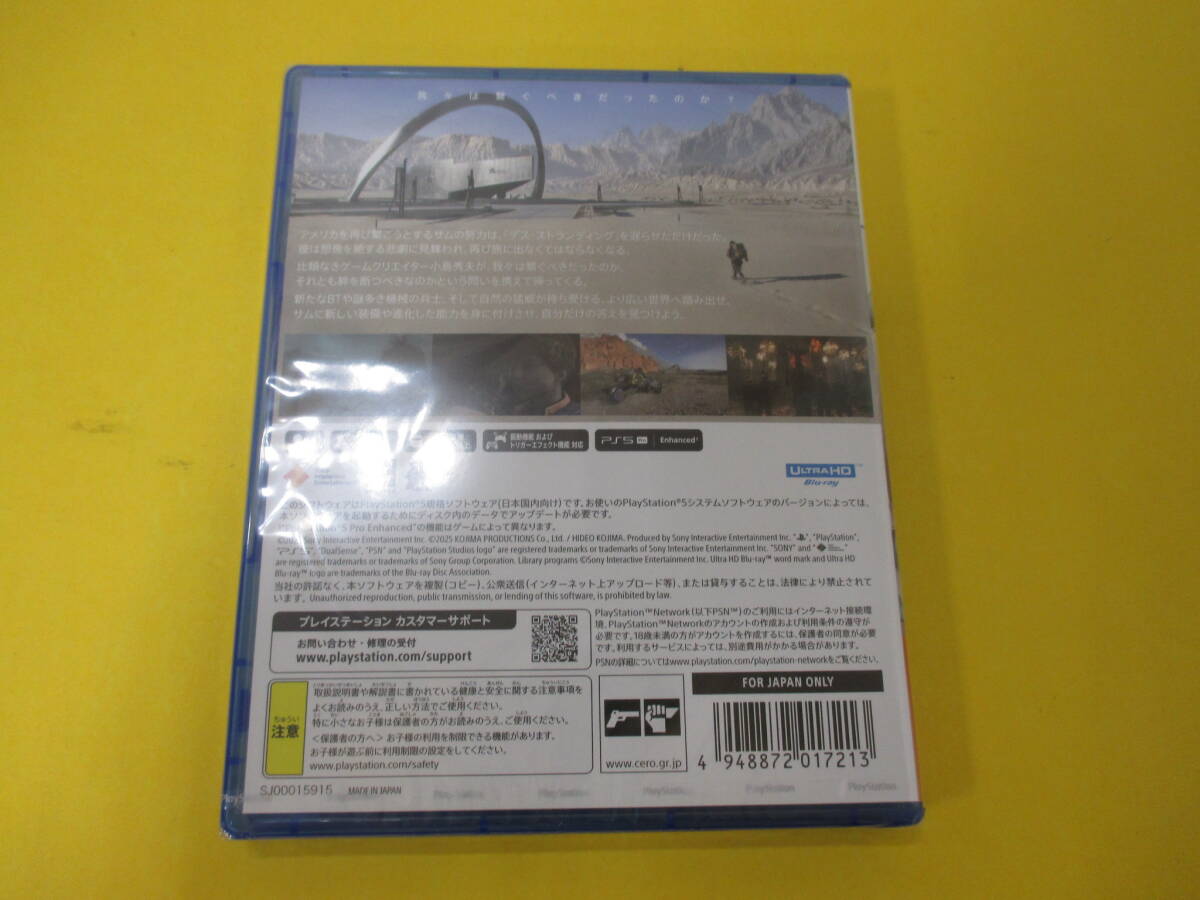 我々は繋ぐべきだったのか?
アメリカを再び繋ごうとするサムの努力は、「デス・ストランディング」を遅らせただけだった。
彼は想像を絶する悲劇に見舞われ、再び旅に出なくてはならなくなる。
比類なきゲームクリエイター小島秀夫が、我々は繋ぐべきだったのか、
それとも絆を断つべきなのかという問いを携えて帰ってくる。
新たなBTや謎多き機械の兵士、そして自然の猛威が待ち受ける、より広い世界へ踏み出せ。
サムに新しい装備や進化した能力を身に付けさせ、自分だけの答えを見つけよう。
振動機能 および
トリガーエフェクト機能 対応
PS5 Pro Enhanced*
ULTRA HD
Blu-ray™
このソフトウェアはPlayStation®5規格ソフトウェア(日本国内向け)です。お使いのPlayStation®5システムソフトウェアのバージョンによっては、
本ソフトウェアを起動するためにディスク内のデータでアップデートが必要です。
5 Pro Enhanced"の機能はゲームによって異なります。
Sony Interactive Entertainment Inc. ©2025 KOJIMA PRODUCTIONS Co., Ltd. / HIDEO KOJIMA. Produced by Sony Interactive Entertainment Inc. "PlayStation",
"PS5", "DualSense", "PSN" and "PlayStation Studios logo" are registered trademarks or trademarks of Sony Interactive Entertainment Inc. "SONY" and "
are registered trademarks or trademarks of Sony Group Corporation. Library programs ©Sony Interactive Entertainment Inc. Ultra HD Blu-ray™ word mark and Ultra HD
Blu-ray™ logo are trademarks of the Blu-ray Disc Association.
当社の許諾なく、本ソフトウェアを複製(コピー)、公衆送信(インターネット上アップロード等)、または貸与することは、法律により禁止されて
います。 Unauthorized reproduction, public transmission, or lending of this software, is prohibited by law.
プレイステーション カスタマーサポート
お問い合わせ・修理の受付
www.playstation.com/support
PlayStation™Network(以下PSN™)のご利用にはインターネット接続環
境、PlayStation™Networkのアカウントの作成および利用条件の遵守が
必要です。18歳未満の方がアカウントを作成するには、保護者の同意が必要
です。利用するサービスによっては、別途費用がかかる場合があります。
PSNの詳細についてはwww.playstation.com/playstation-networkをご覧ください。
ちゅうい
注意
取扱説明書や解説書に書かれている健康と安全に関する注意事項を
よくお読みのうえ、正しい方法でご使用ください。
特に小さなお子様は保護者の方がお読みのうえ、ご使用ください。
<保護者の方へ> お子様の利用を制限できる機能があります。
お子様が遊ぶ前に利用制限の設定をしてください。
www.playstation.com/safety
www.cero.gr.jp
FOR JAPAN ONLY
4 948872 017213
SJ00015915 MADE IN JAPAN
PlayStation PlayStation PlayStation PlayStation PlayStation PlayStation